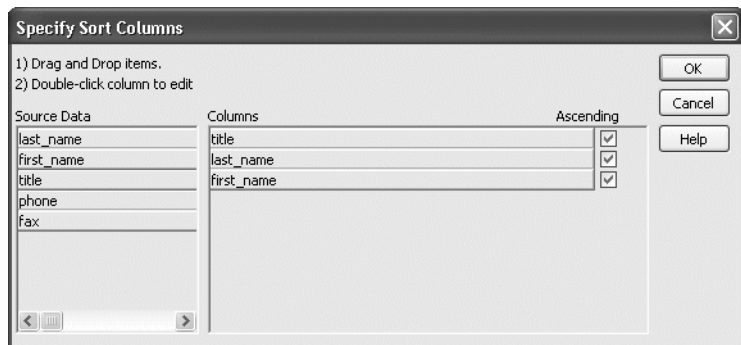 Specify Sort Columns
1) Drag and Drop items.
2) Double-click column to edit
OK
Cancel
Help
Source Data
last_name
first_name
title
phone
fax
Columns Ascending
title
last_name
first_name